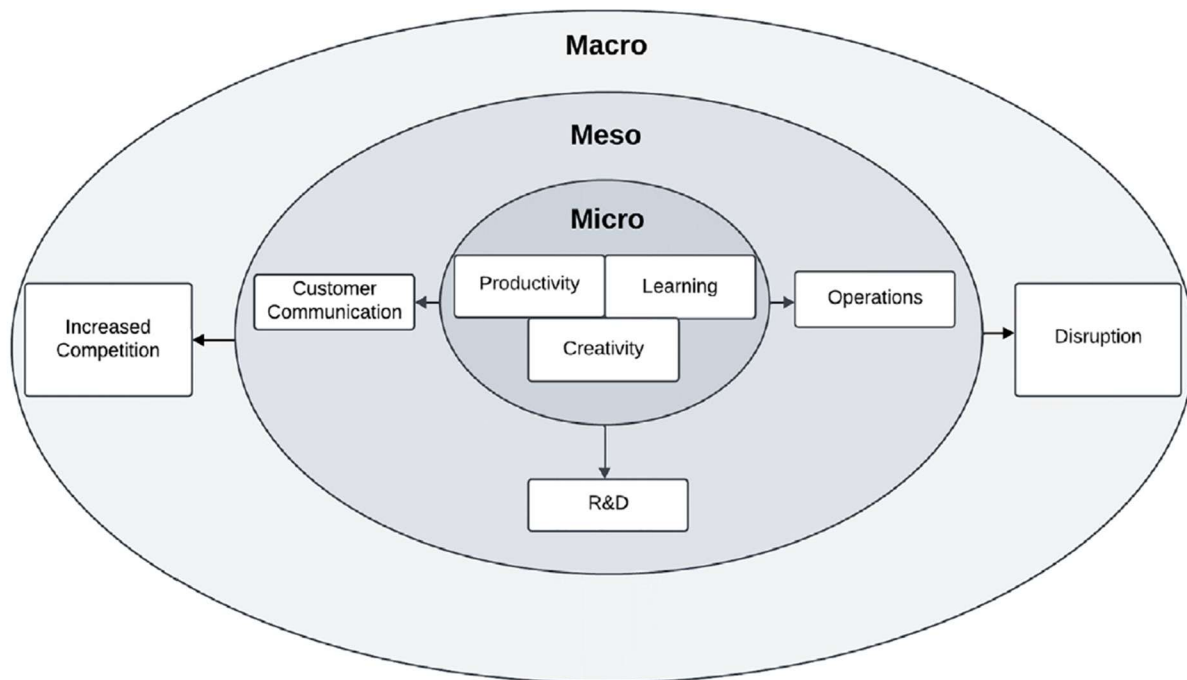 Macro
Meso
Micro
Productivity
Learning
Creativity
Customer
Communication
Operations
Increased
Competition
Disruption
R&D